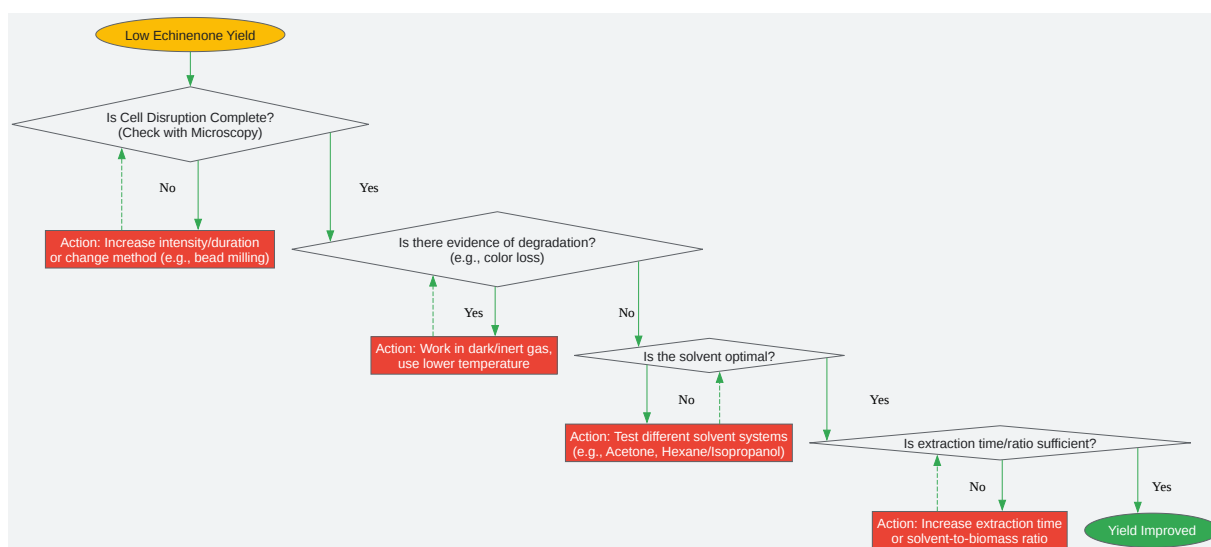 Low Echinenone Yield
Is Cell Disruption Complete?
(Check with Microscopy)
No
Yes
Action: Increase intensity/duration
or change method (e.g., bead milling)
Is there evidence of degradation?
(e.g., color loss)
Yes
No
Action: Work in dark/inert gas,
use lower temperature
Is the solvent optimal?
No
Yes
Action: Test different solvent systems
(e.g., Acetone, Hexane/Isopropanol)
Is extraction time/ratio sufficient?
No
Yes
Action: Increase extraction time
or solvent-to-biomass ratio
Yield Improved